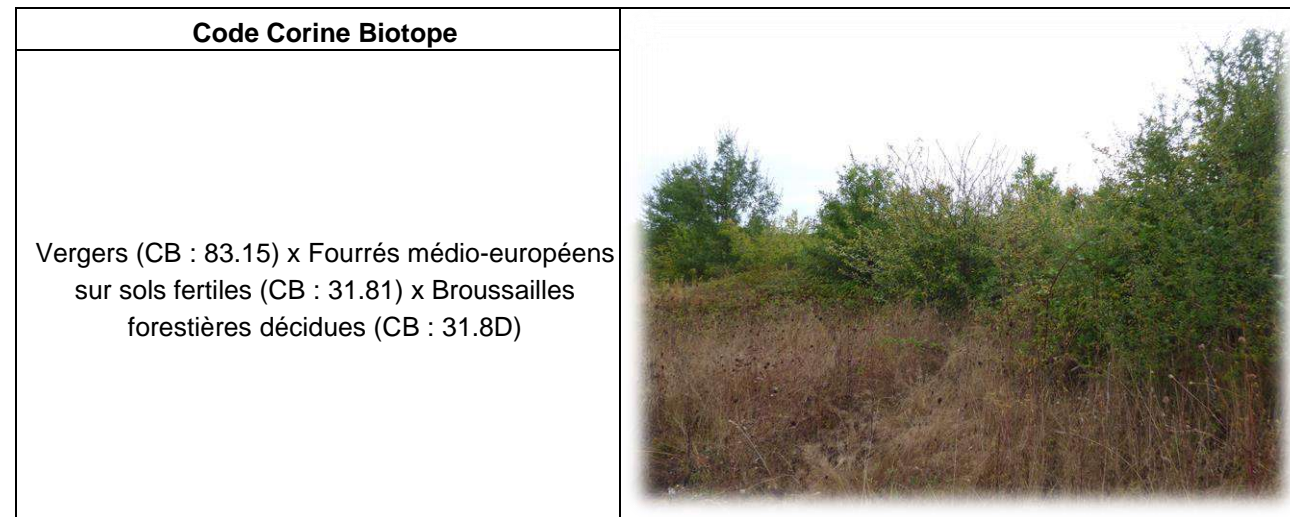 Code Corine Biotope
Vergers (CB : 83.15) x Fourrés médio-européens
sur sols fertiles (CB : 31.81) x Broussailles
forestières décidues (CB : 31.8D)